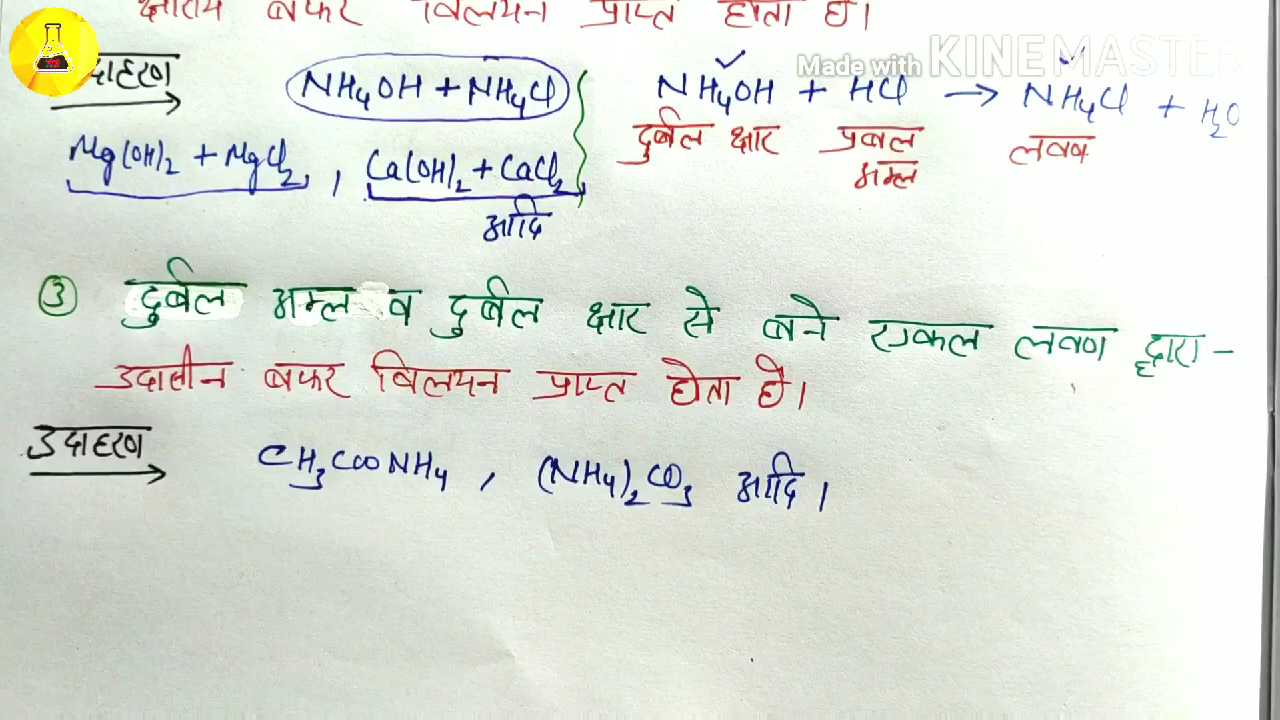 क्षारीय बफर विलयन प्राप्त होता है।
Made with KINEMASTER
दाहरण NH₄OH + NH₄Cl NH₄OH + HCl → NH₄Cl + H₂O
दुर्बल क्षार प्रबल अम्ल लवण
Mg(OH)₂ + MgCl₂ , Ca(OH)₂ + CaCl₂ आदि
③ दुर्बल अम्ल व दुर्बल क्षार से बने एकल लवण द्वारा –
उदासीन बफर विलयन प्राप्त होता है।
उदाहरण CH₃COONH₄ , (NH₄)₂CO₃ आदि।